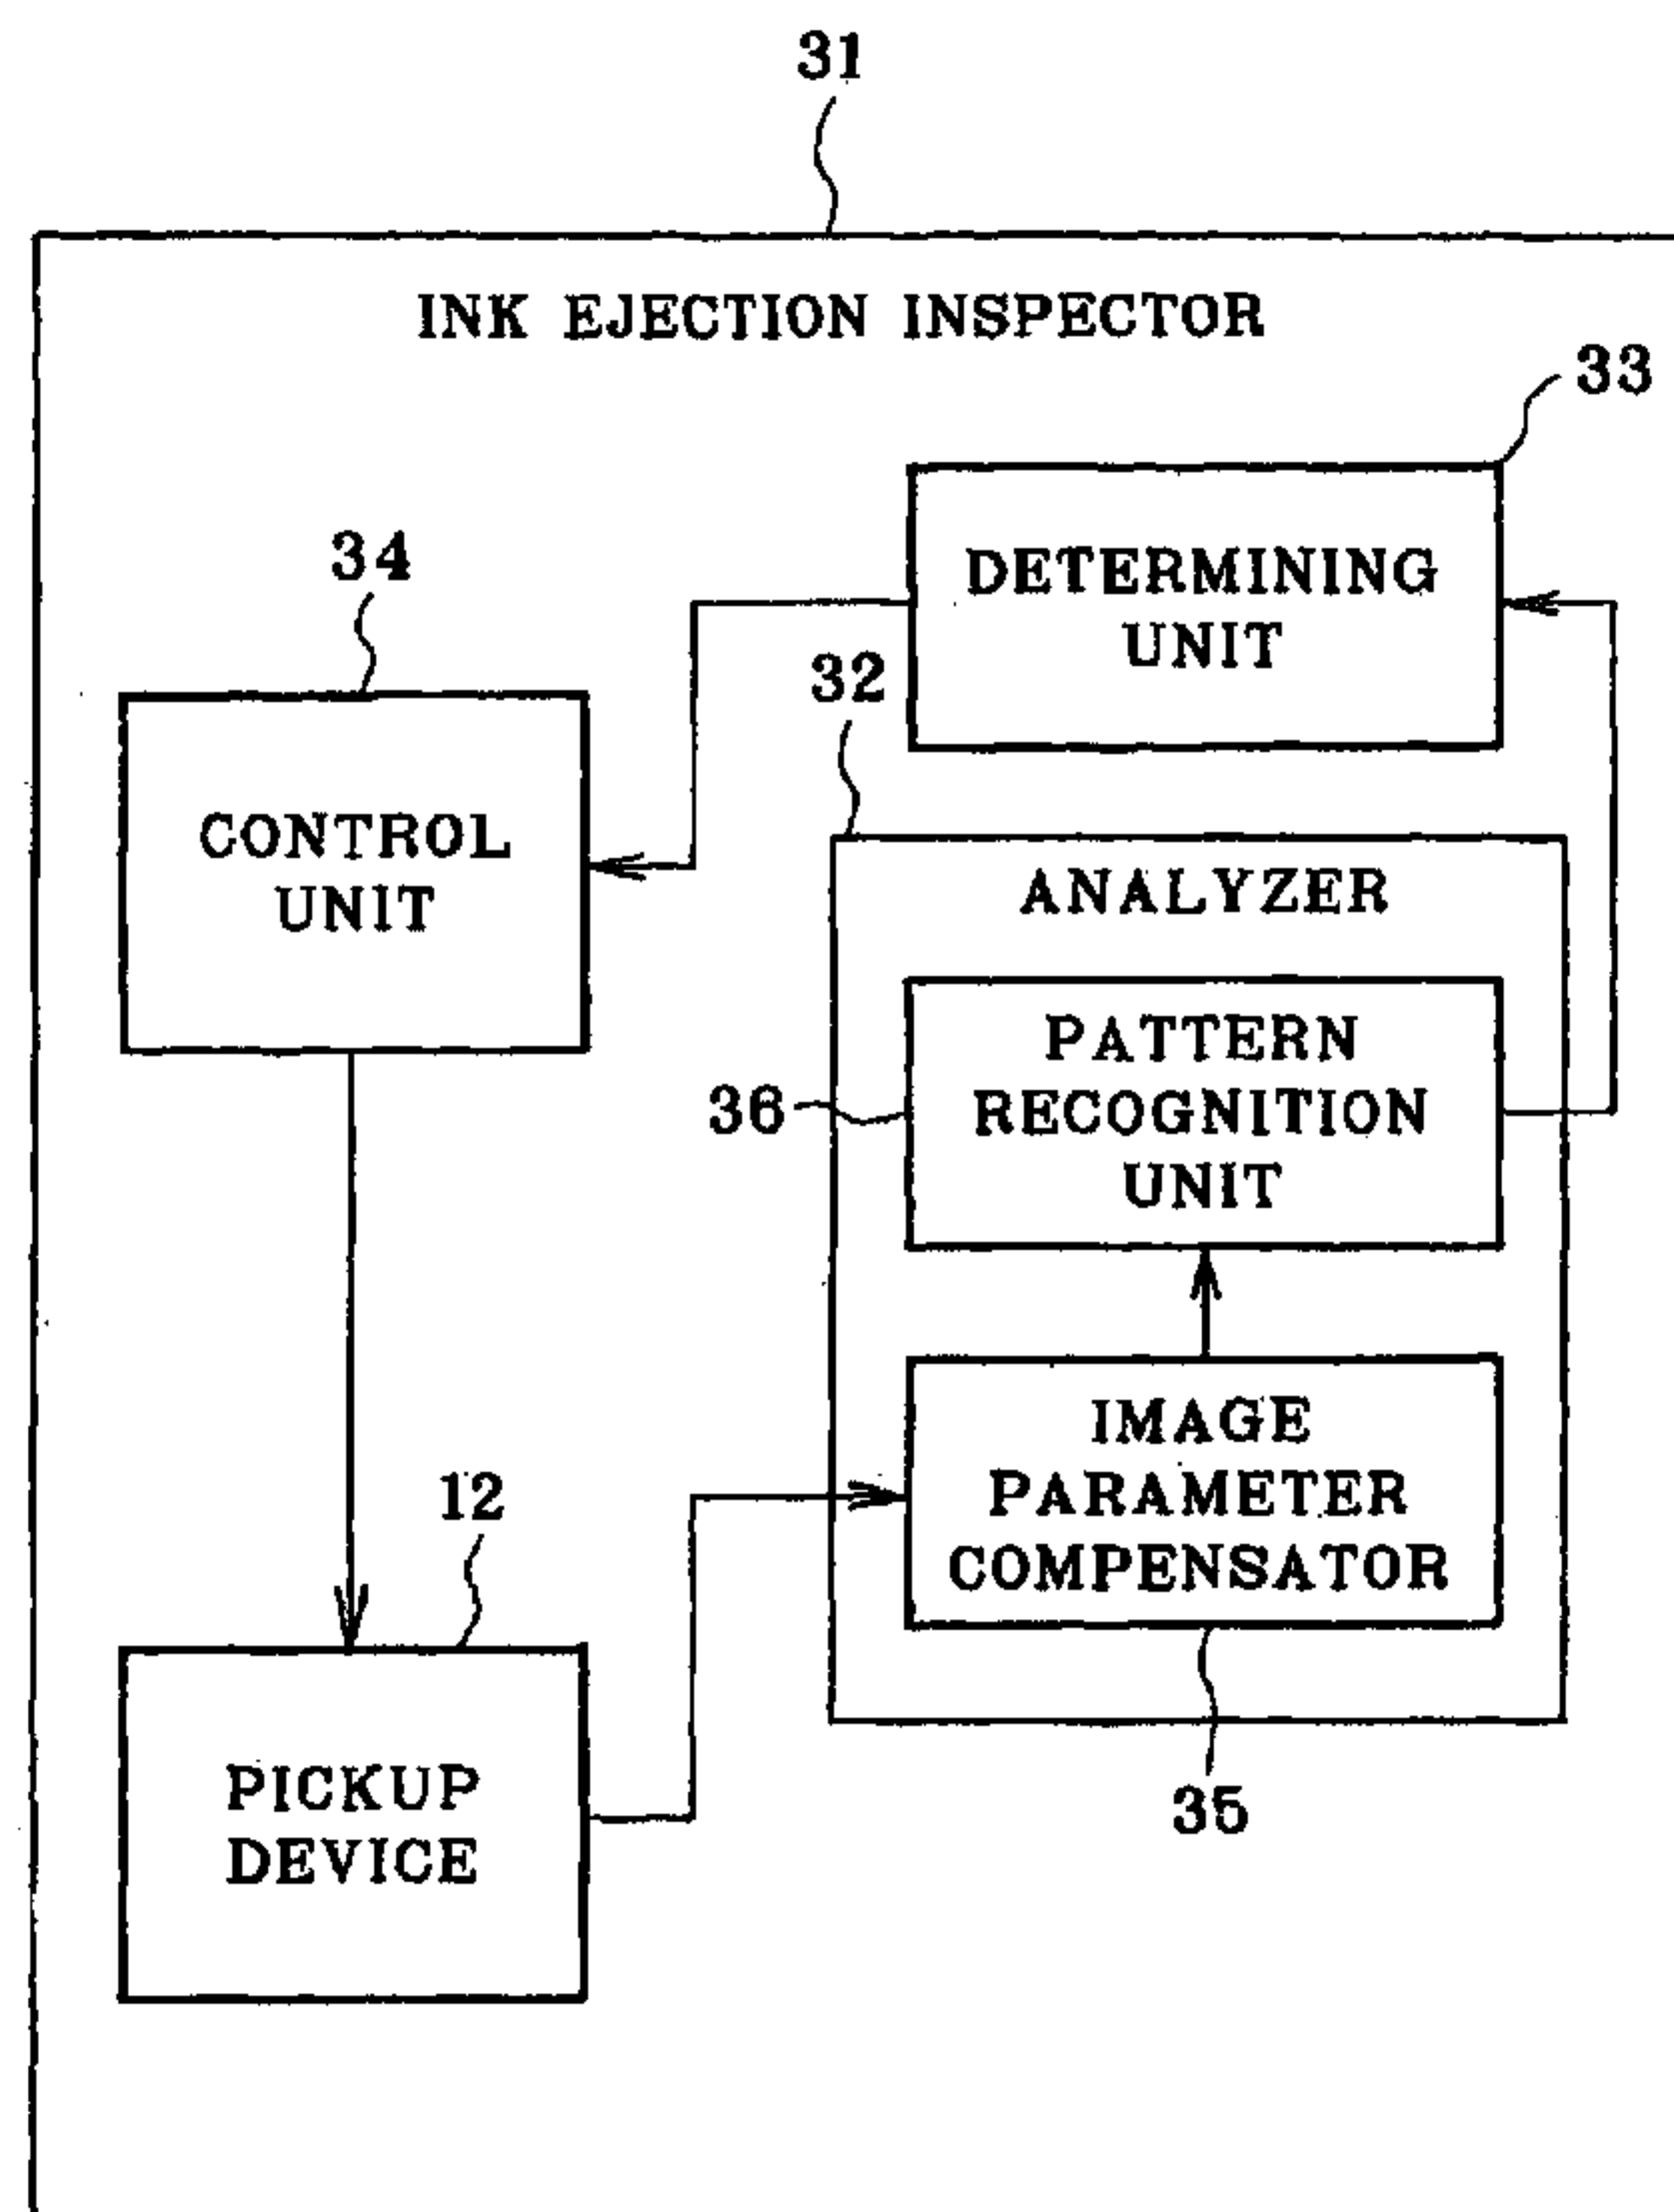 31
INK EJECTION INSPECTOR
33
DETERMINING
UNIT
34
CONTROL
UNIT
32
ANALYZER
36
PATTERN
RECOGNITION
UNIT
IMAGE
PARAMETER
COMPENSATOR
35
12
PICKUP
DEVICE